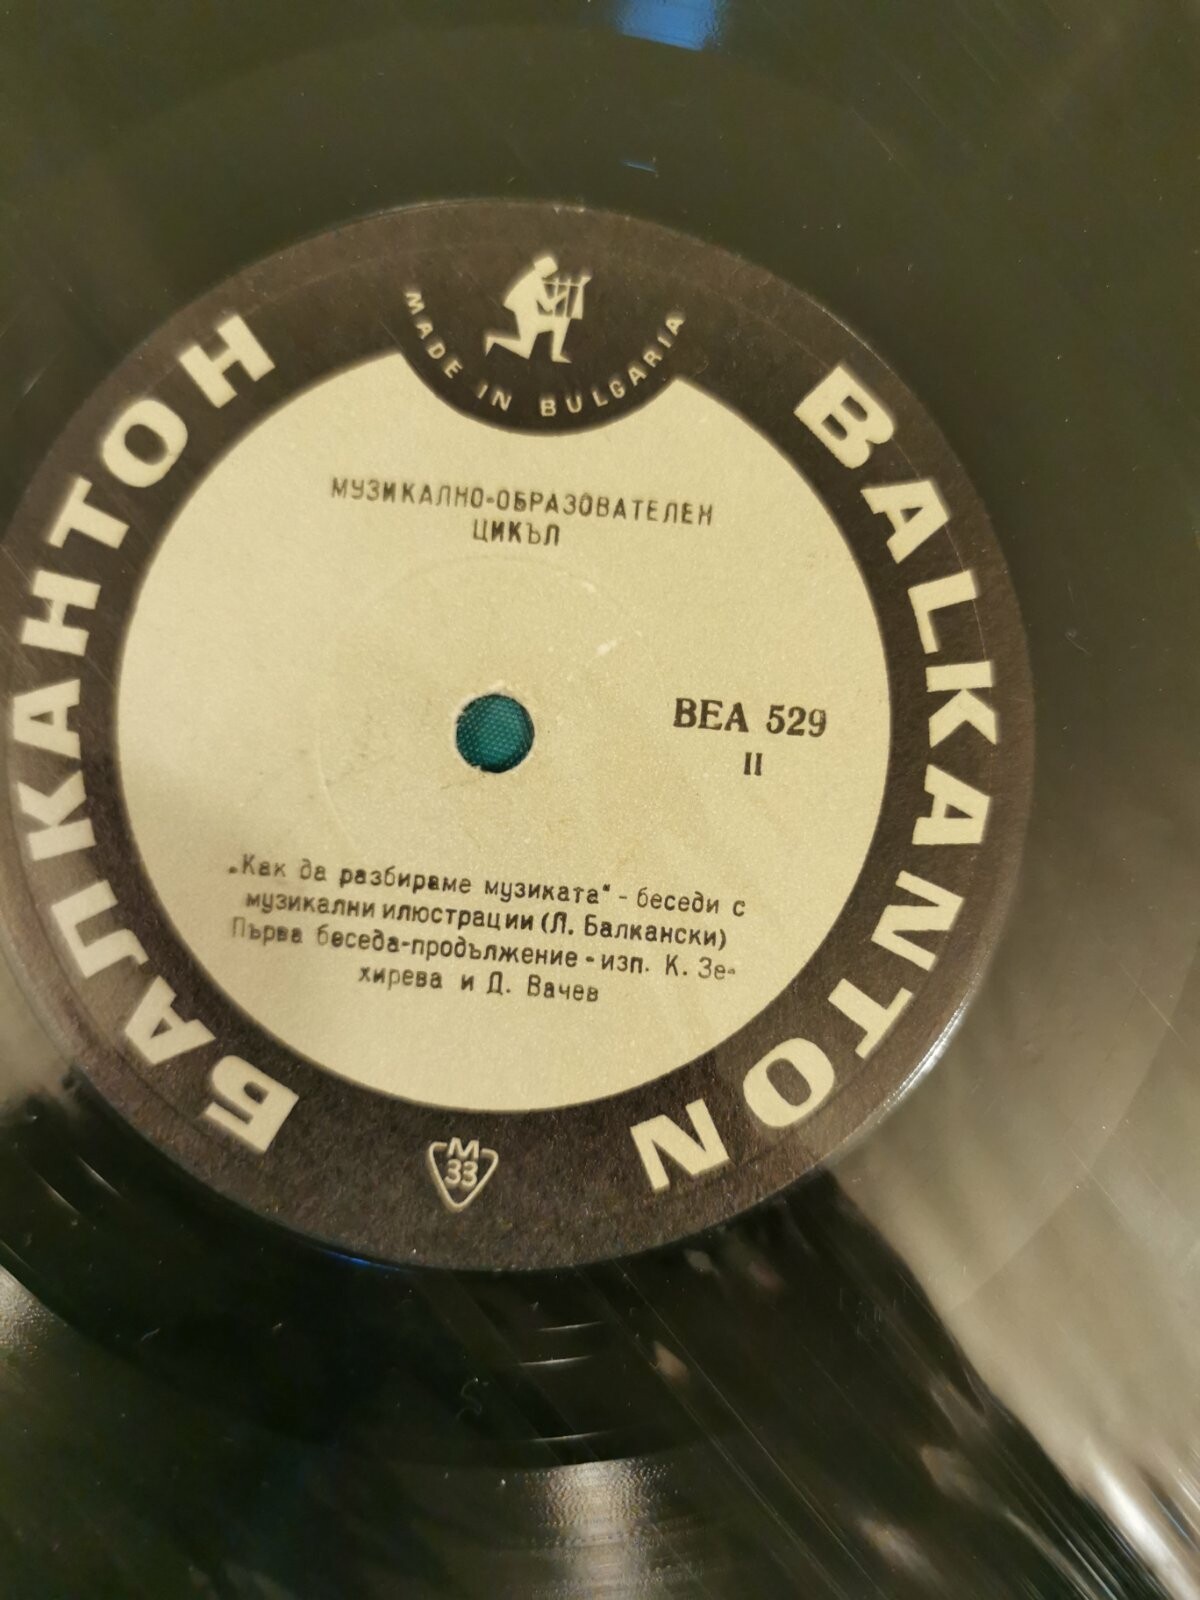 MADE IN BULGARIA
БАЛКАНТОН
BALKANTON
МУЗИКАЛНО-ОБРАЗОВАТЕЛЕН
ЦИКЪЛ
ВЕА 529
II
„Как да разбираме музиката" - беседи с
музикални илюстрации (Л. Балкански)
Първа беседа-продължение - изп. К. Зе-
хирева и Д. Вачев
M
33